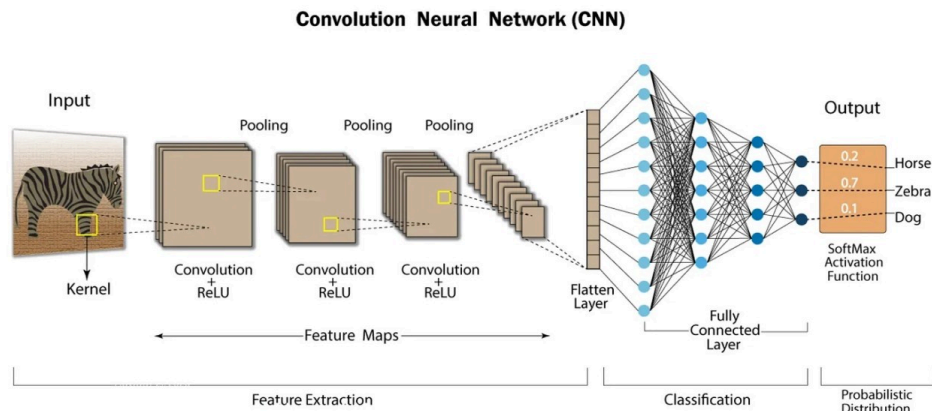 Convolution Neural Network (CNN)
Input
Output
Pooling
Pooling
Pooling
0.2
Horse
0.7
Zebra
0.1
Dog
SoftMax
Activation
Function
Kernel
Convolution
+
ReLU
Convolution
+
ReLU
Convolution
+
ReLU
Flatten
Layer
Fully
Connected
Layer
Feature Maps
Feature Extraction
Classification
Probabilistic
Distribution